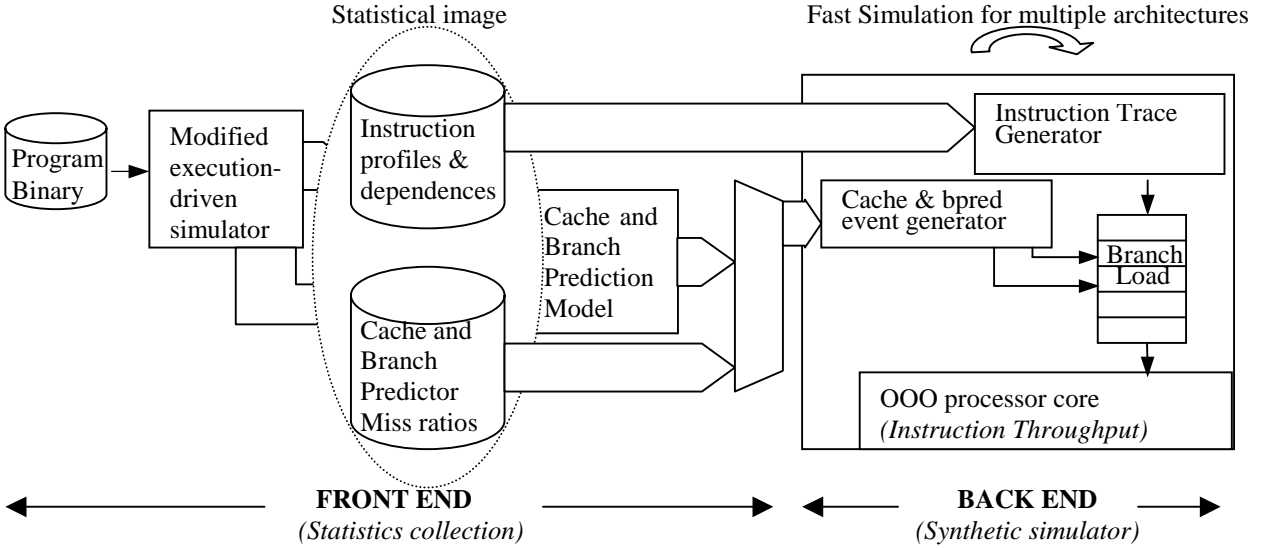 Statistical image
Fast Simulation for multiple architectures
Program
Binary
Modified
execution-
driven
simulator
Instruction
profiles &
dependences
Cache and
Branch
Predictor
Miss ratios
Cache and
Branch
Prediction
Model
Instruction Trace
Generator
Cache & bpred
event generator
Branch
Load
OOO processor core
(Instruction Throughput)
FRONT END
(Statistics collection)
BACK END
(Synthetic simulator)